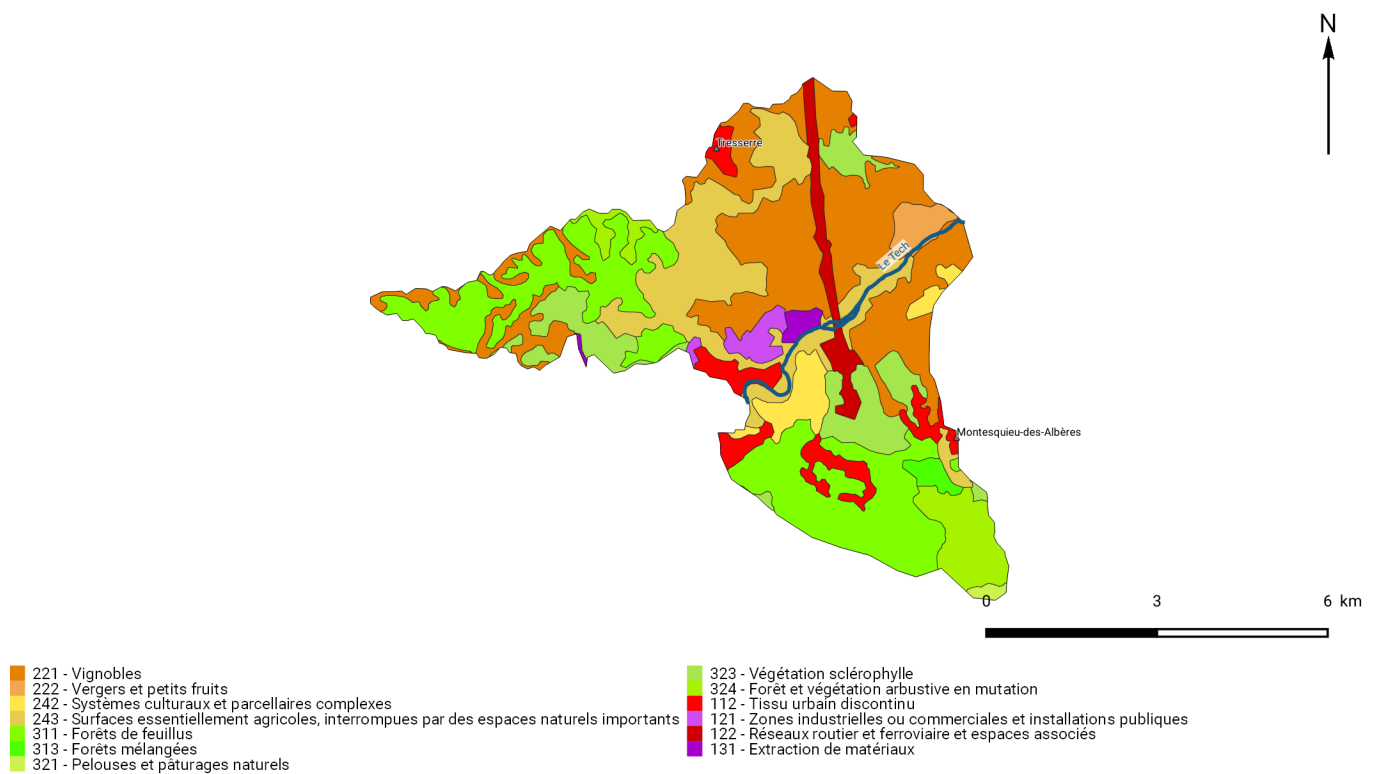 N
Tresserre
Le Tech
Montesquieu-des-Albères
0 3 6 km
221 - Vignobles
222 - Vergers et petits fruits
242 - Systèmes culturaux et parcellaires complexes
243 - Surfaces essentiellement agricoles, interrompues par des espaces naturels importants
311 - Forêts de feuillus
313 - Forêts mélangées
321 - Pelouses et pâturages naturels
323 - Végétation sclérophylle
324 - Forêt et végétation arbustive en mutation
112 - Tissu urbain discontinu
121 - Zones industrielles ou commerciales et installations publiques
122 - Réseaux routier et ferroviaire et espaces associés
131 - Extraction de matériaux